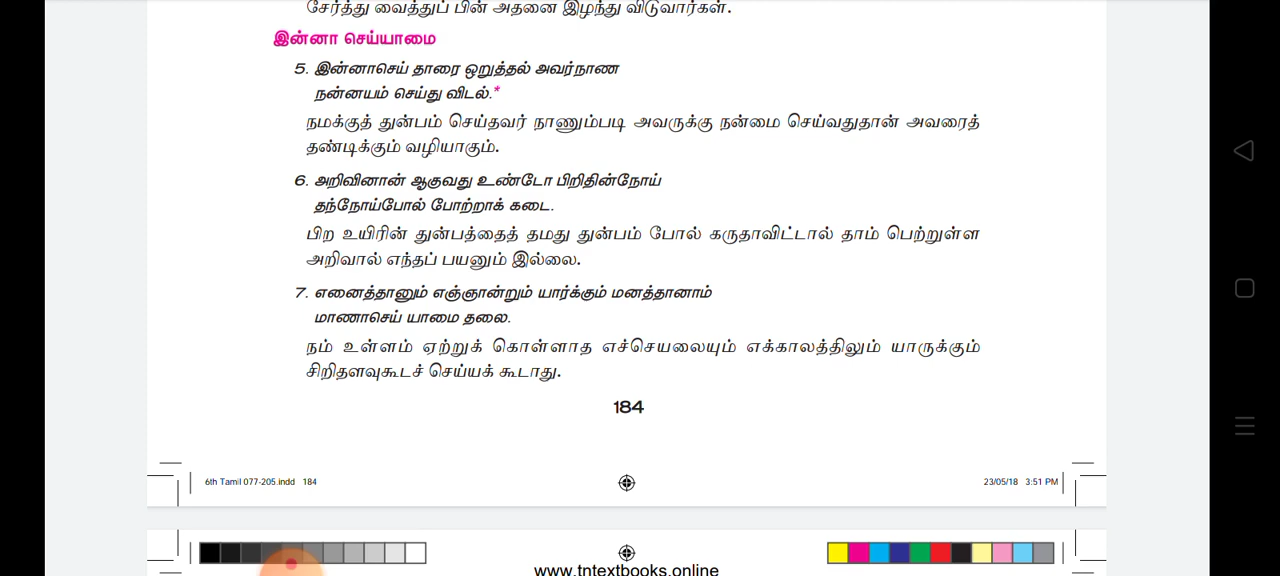 சேர்த்து வைத்துப் பின் அதனை இழந்து விடுவார்கள்.
இன்னா செய்யாமை
5. இன்னாசெய் தாரை ஒறுத்தல் அவர்நாண
நன்னயம் செய்து விடல்.*
நமக்குத் துன்பம் செய்தவர் நாணும்படி அவருக்கு நன்மை செய்வதுதான் அவரைத்
தண்டிக்கும் வழியாகும்.
6. அறிவினான் ஆகுவது உண்டோ பிறிதின்நோய்
தந்நோய்போல் போற்றாக் கடை.
பிற உயிரின் துன்பத்தைத் தமது துன்பம் போல் கருதாவிட்டால் தாம் பெற்றுள்ள
அறிவால் எந்தப் பயனும் இல்லை.
7. எனைத்தானும் எஞ்ஞான்றும் யார்க்கும் மனத்தானாம்
மாணாசெய் யாமை தலை.
நம் உள்ளம் ஏற்றுக் கொள்ளாத எச்செயலையும் எக்காலத்திலும் யாருக்கும்
சிறிதளவுகூடச் செய்யக் கூடாது.
184
6th Tamil 077-205.indd 184 23/05/18 3:51 PM
www.tntextbooks.online